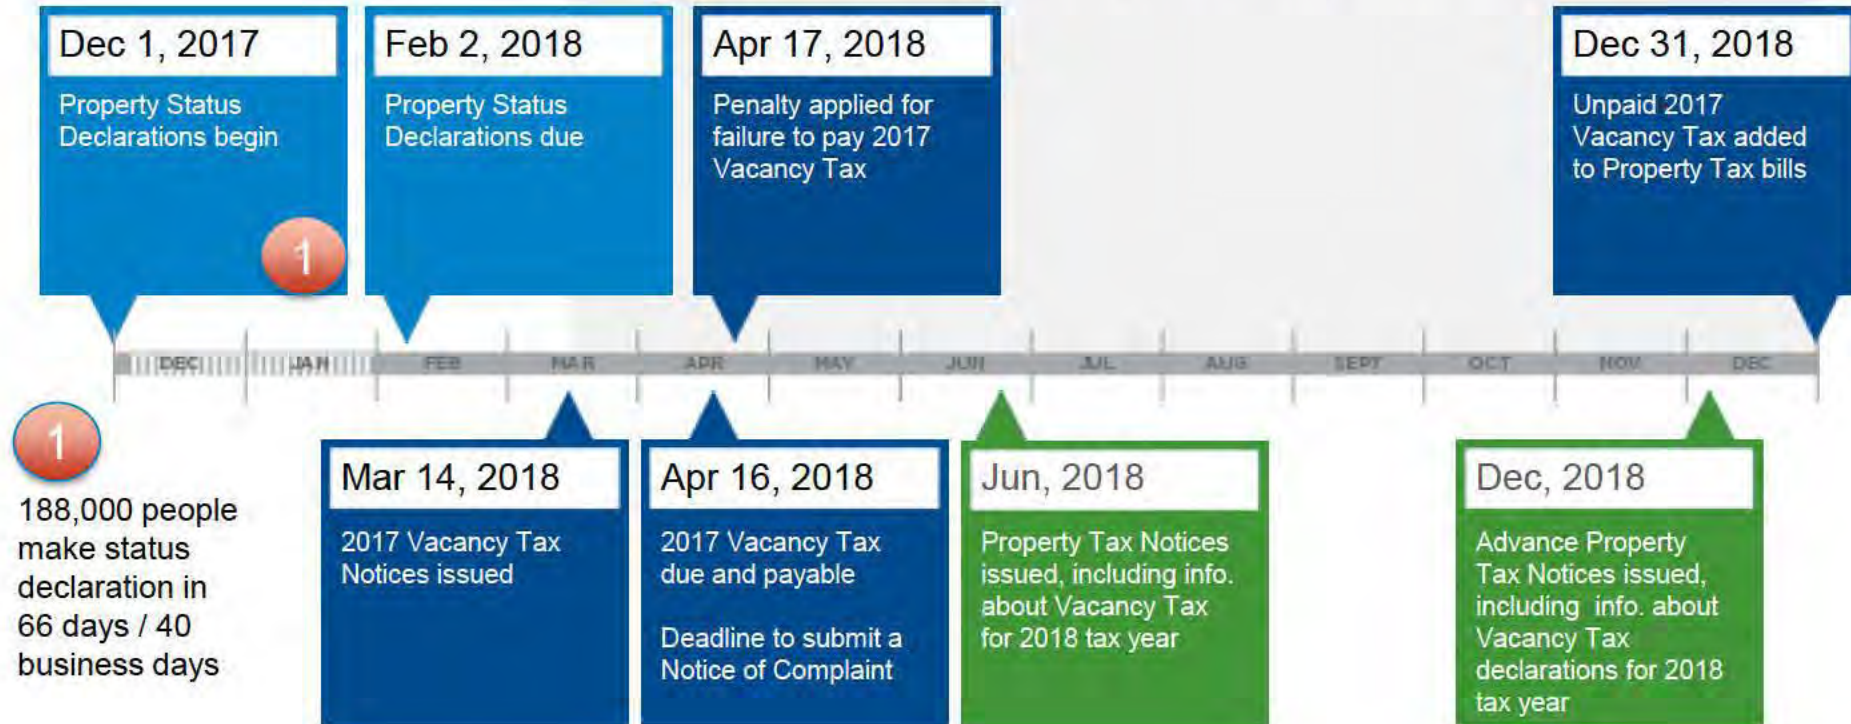 Dec 1, 2017
Property Status
Declarations begin
1
Feb 2, 2018
Property Status
Declarations due
Apr 17, 2018
Penalty applied for
failure to pay 2017
Vacancy Tax
Dec 31, 2018
Unpaid 2017
Vacancy Tax added
to Property Tax bills
DEC JAN FEB MAR APR MAY JUN JUL AUG SEPT OCT NOV DEC
1
188,000 people
make status
declaration in
66 days / 40
business days
Mar 14, 2018
2017 Vacancy Tax
Notices issued
Apr 16, 2018
2017 Vacancy Tax
due and payable
Deadline to submit a
Notice of Complaint
Jun, 2018
Property Tax Notices
issued, including info.
about Vacancy Tax
for 2018 tax year
Dec, 2018
Advance Property
Tax Notices issued,
including info. about
Vacancy Tax
declarations for 2018
tax year